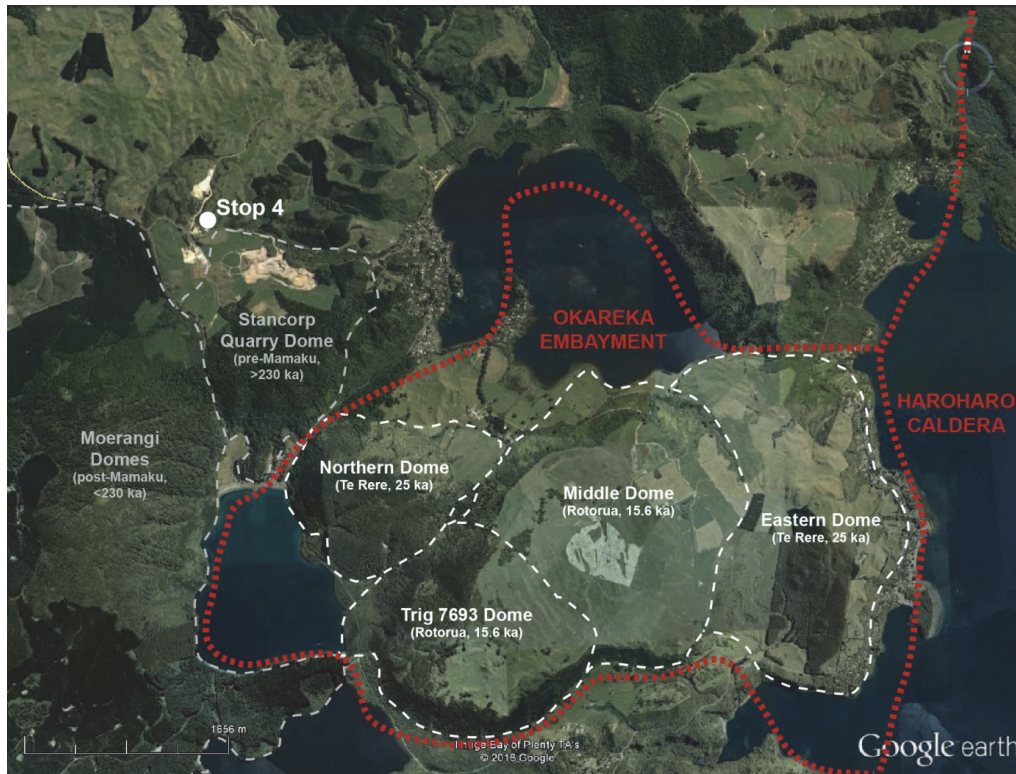 Stop 4
Stancorp
Quarry Dome
(pre-Mamaku,
>230 ka)
OKAREKA
EMBAYMENT
HAROHARO
CALDERA
Moerangi
Domes
(post-Mamaku,
<230 ka)
Northern Dome
(Te Rere, 25 ka)
Middle Dome
(Rotorua, 15.6 ka)
Eastern Dome
(Te Rere, 25 ka)
Trig 7693 Dome
(Rotorua, 15.6 ka)
1656 m
Image Bay of Plenty TA's
© 2018 Google
Google earth